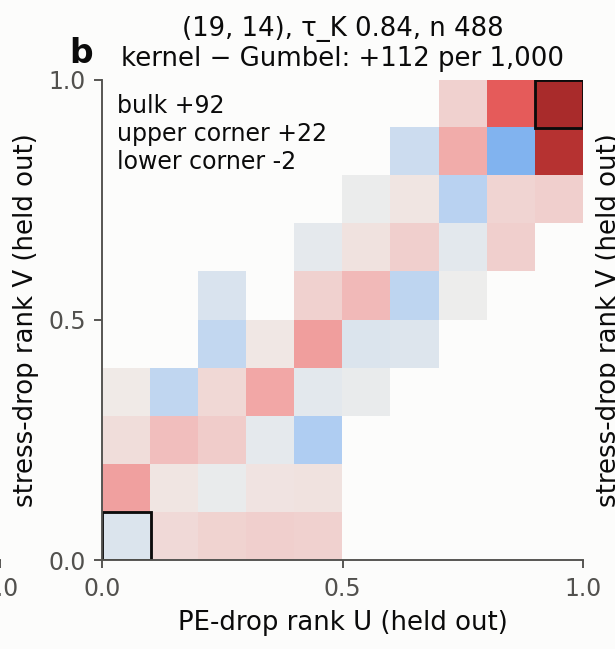 b
(19, 14), τ_K 0.84, n 488
kernel − Gumbel: +112 per 1,000
bulk +92
upper corner +22
lower corner -2
1.0
0.5
0.0
stress-drop rank V (held out)
0.0
0.5
1.0
PE-drop rank U (held out)
stress-drop rank V (held out)
.0